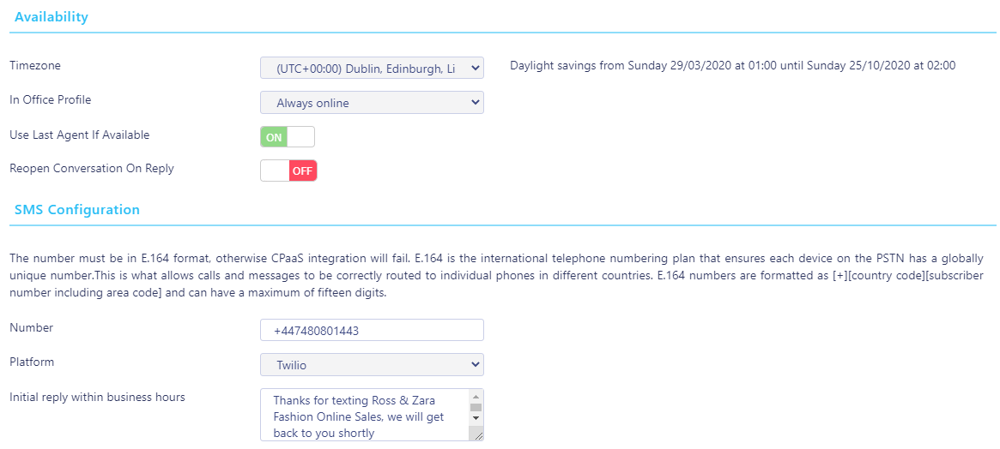 Availability
Timezone
(UTC+00:00) Dublin, Edinburgh, Li
Daylight savings from Sunday 29/03/2020 at 01:00 until Sunday 25/10/2020 at 02:00
In Office Profile
Always online
Use Last Agent If Available
ON
Reopen Conversation On Reply
OFF
SMS Configuration
The number must be in E.164 format, otherwise CPaaS integration will fail. E.164 is the international telephone numbering plan that ensures each device on the PSTN has a globally
unique number.This is what allows calls and messages to be correctly routed to individual phones in different countries. E.164 numbers are formatted as [+][country code][subscriber
number including area code] and can have a maximum of fifteen digits.
Number
+447480801443
Platform
Twilio
Initial reply within business hours
Thanks for texting Ross & Zara
Fashion Online Sales, we will get
back to you shortly